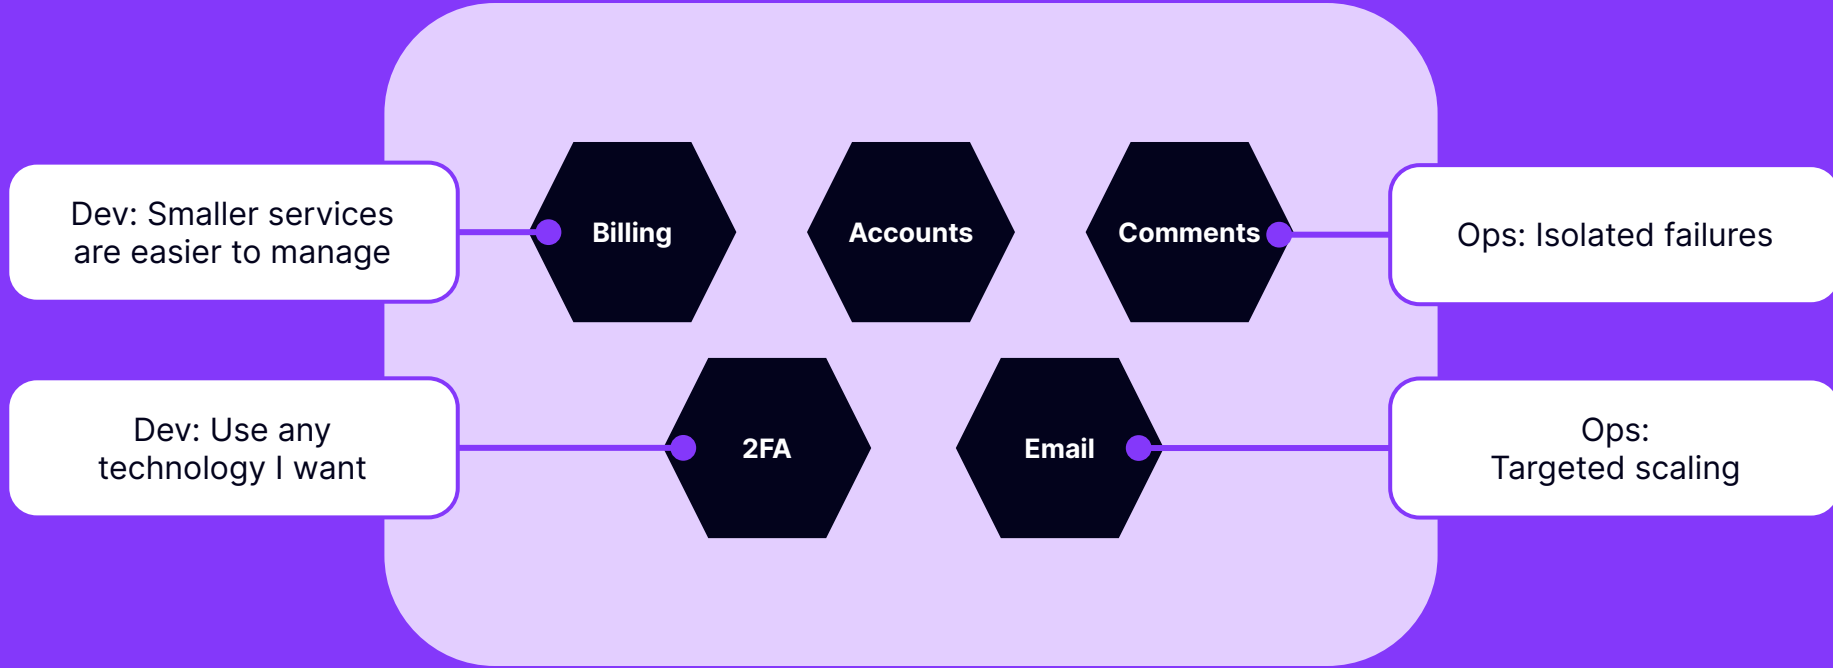 Dev: Smaller services
are easier to manage
Billing
Accounts
Comments
Ops: Isolated failures
Dev: Use any
technology I want
2FA
Email
Ops:
Targeted scaling